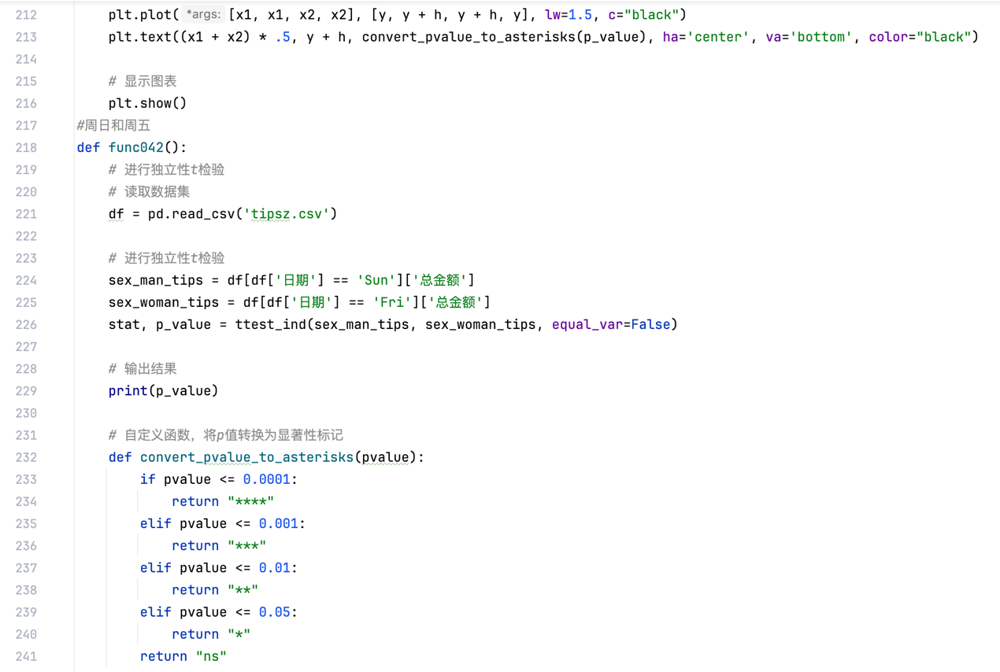 212 plt.plot( *args: [x1, x1, x2, x2], [y, y + h, y + h, y], lw=1.5, c="black")
213 plt.text((x1 + x2) * .5, y + h, convert_pvalue_to_asterisks(p_value), ha='center', va='bottom', color="black")
214
215 # 显示图表
216 plt.show()
217 #周日和周五
218 def func042():
219 # 进行独立性t检验
220 # 读取数据集
221 df = pd.read_csv('tipsz.csv')
222
223 # 进行独立性t检验
224 sex_man_tips = df[df['日期'] == 'Sun']['总金额']
225 sex_woman_tips = df[df['日期'] == 'Fri']['总金额']
226 stat, p_value = ttest_ind(sex_man_tips, sex_woman_tips, equal_var=False)
227
228 # 输出结果
229 print(p_value)
230
231 # 自定义函数，将p值转换为显著性标记
232 def convert_pvalue_to_asterisks(pvalue):
233 if pvalue <= 0.0001:
234 return "****"
235 elif pvalue <= 0.001:
236 return "***"
237 elif pvalue <= 0.01:
238 return "**"
239 elif pvalue <= 0.05:
240 return "*"
241 return "ns"